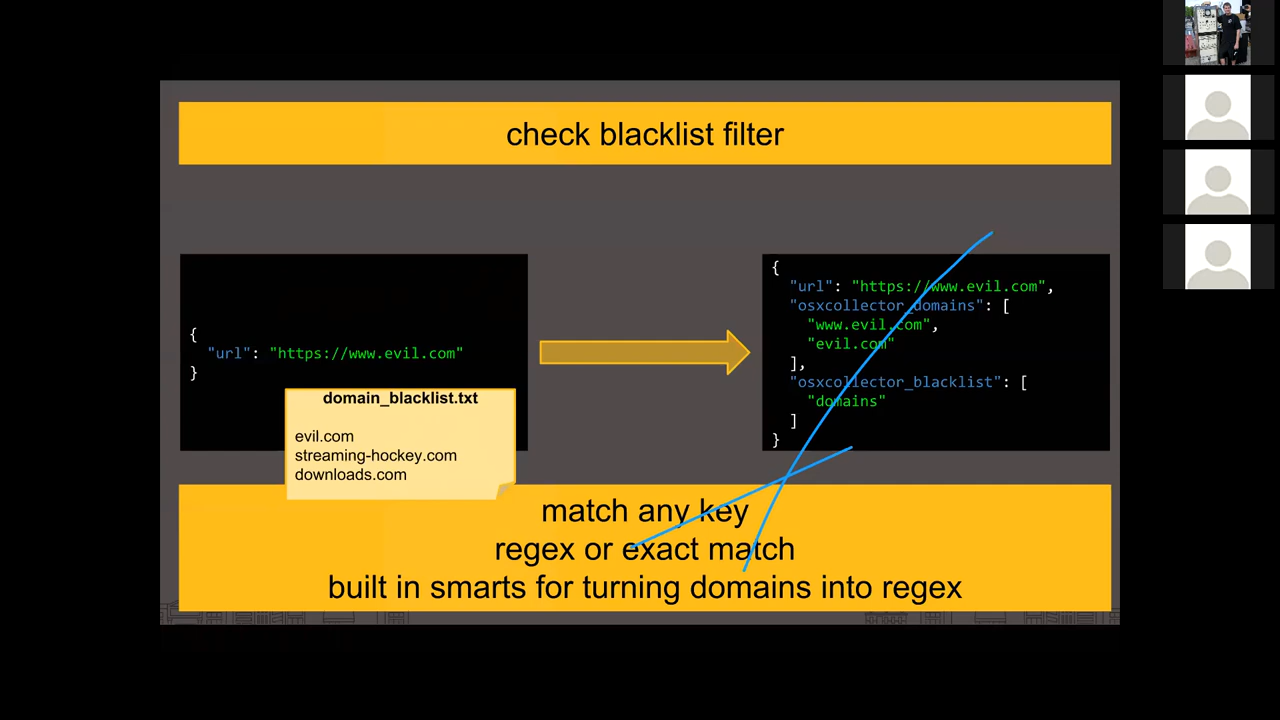 check blacklist filter
{
"url": "https://www.evil.com"
}
domain_blacklist.txt
evil.com
streaming-hockey.com
downloads.com
{
"url": "https://www.evil.com",
"osxcollector_domains": [
"www.evil.com",
"evil.com"
],
"osxcollector_blacklist": [
"domains"
]
}
match any key
regex or exact match
built in smarts for turning domains into regex